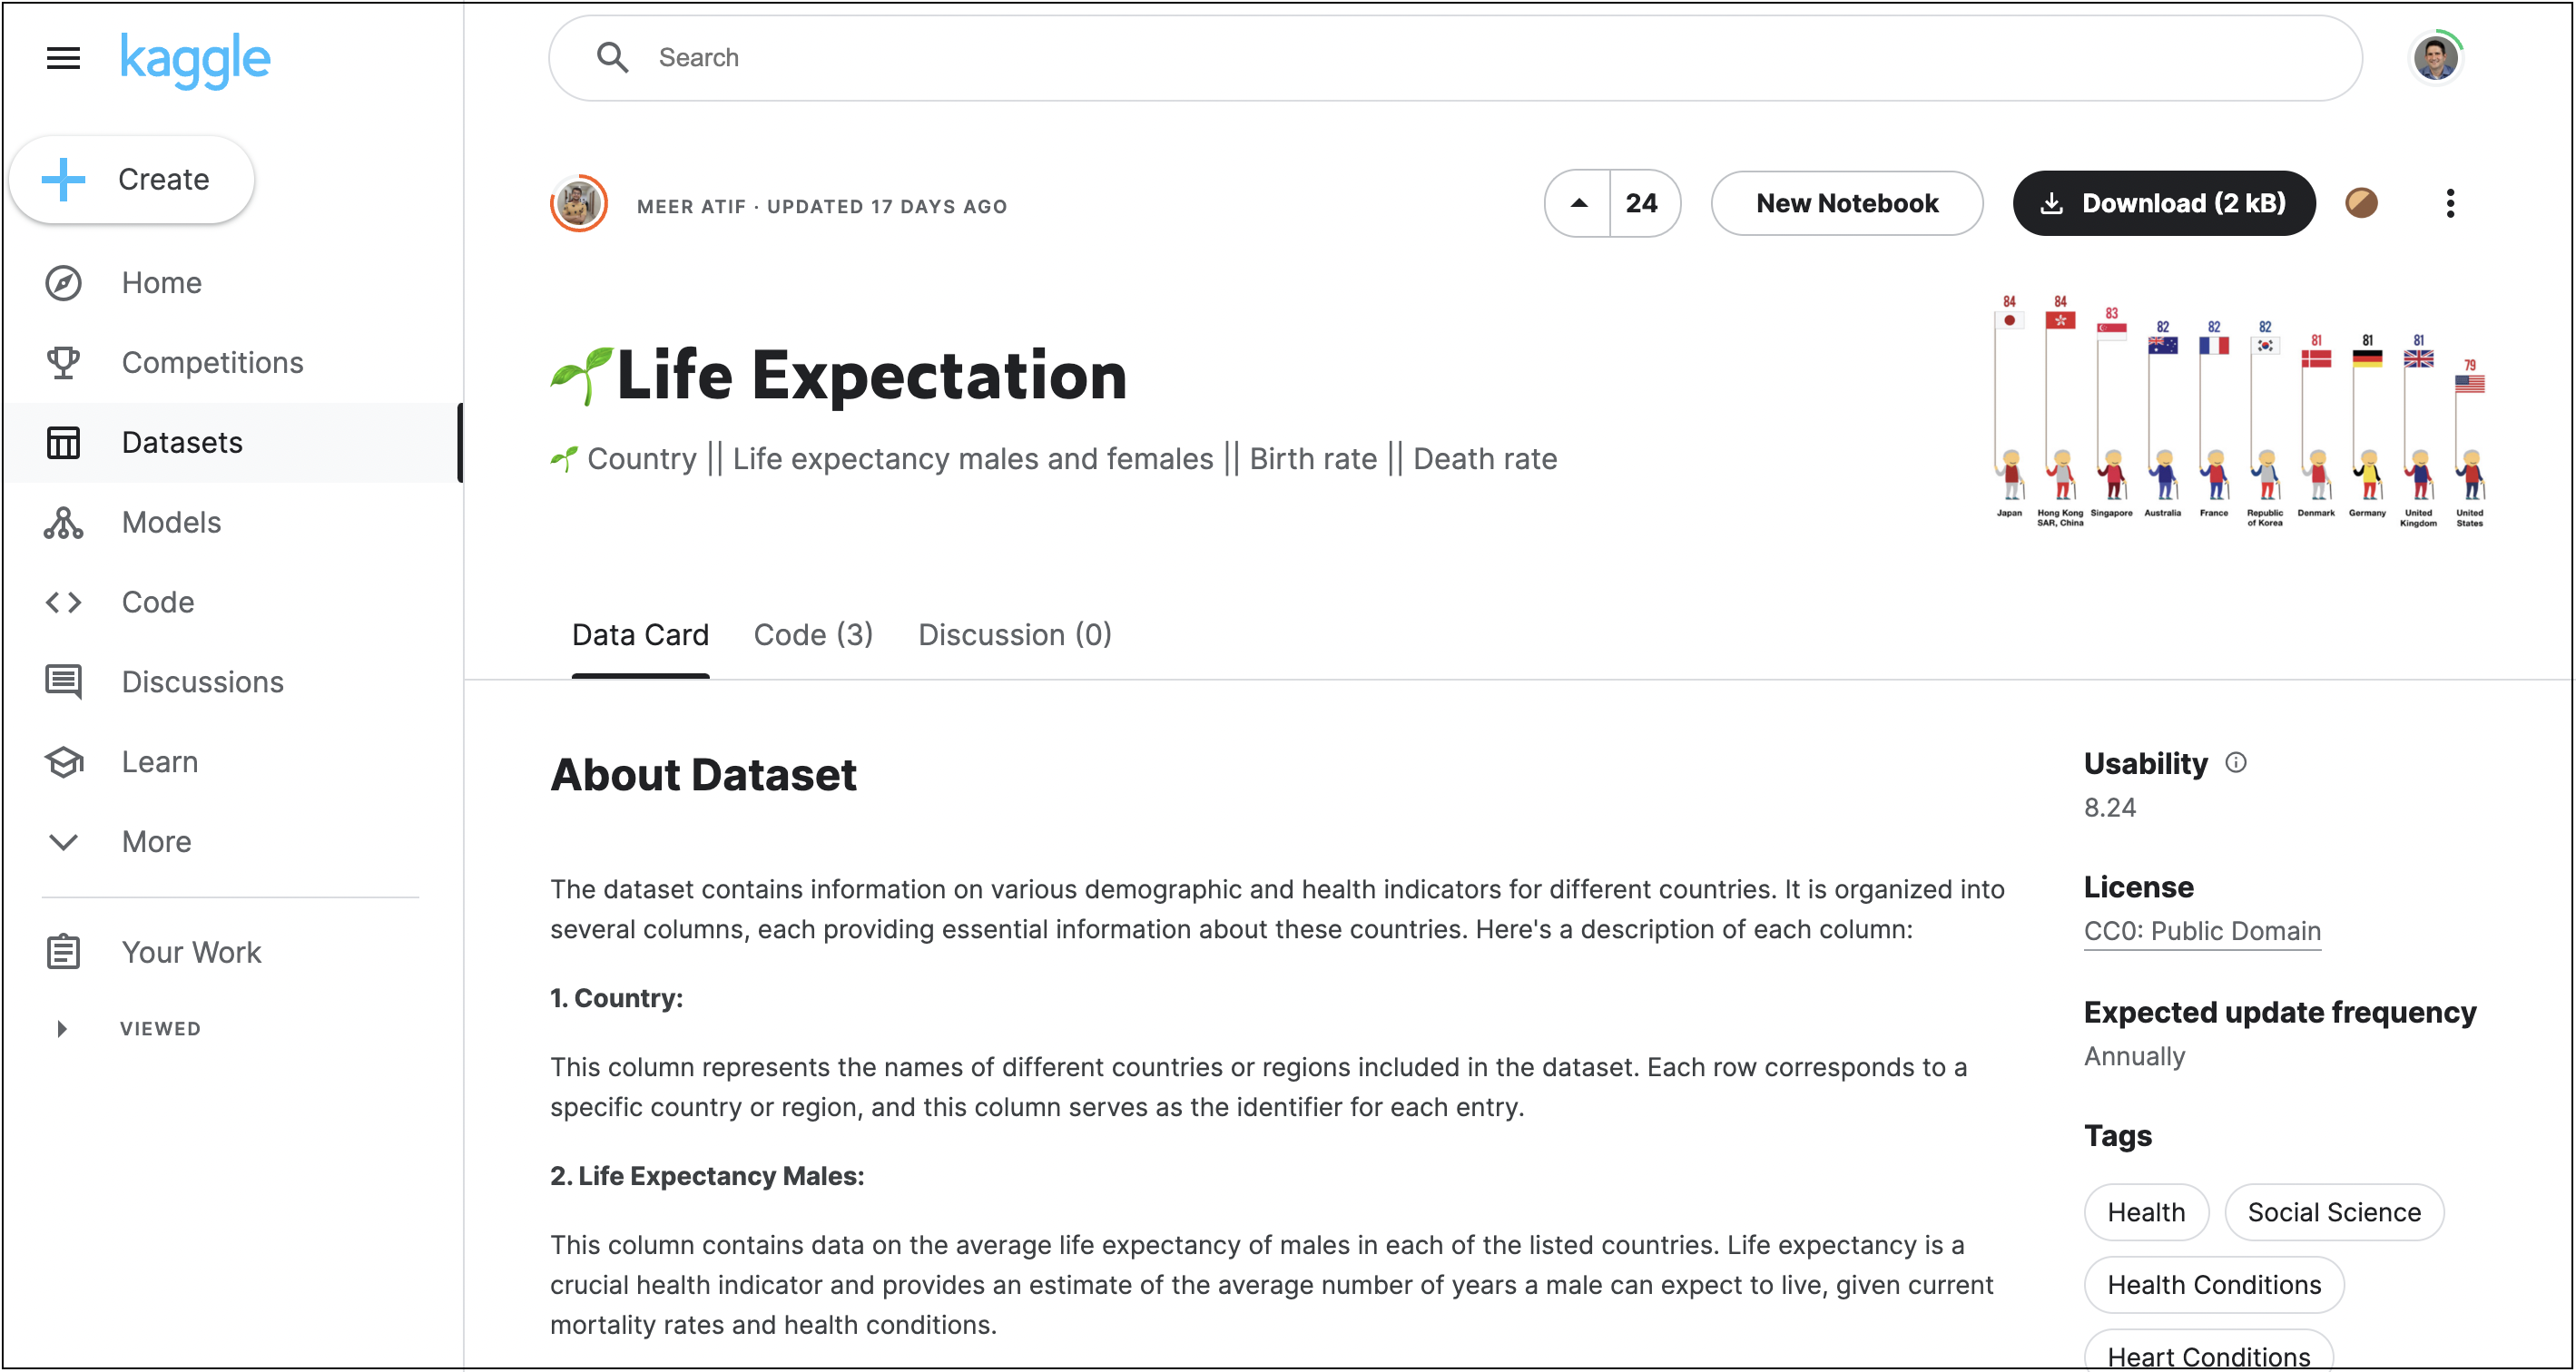 kaggle
Search
Create
Home
Competitions
Datasets
Models
Code
Discussions
Learn
More
Your Work
VIEWED
MEER ATIF · UPDATED 17 DAYS AGO
24
New Notebook
Download (2 kB)
Life Expectation
Country || Life expectancy males and females || Birth rate || Death rate
84 84 83 82 82 82 81 81 81 79
Japan Hong Kong SAR, China Singapore Australia France Republic of Korea Denmark Germany United Kingdom United States
Data Card Code (3) Discussion (0)
About Dataset
The dataset contains information on various demographic and health indicators for different countries. It is organized into
several columns, each providing essential information about these countries. Here's a description of each column:
1. Country:
This column represents the names of different countries or regions included in the dataset. Each row corresponds to a
specific country or region, and this column serves as the identifier for each entry.
2. Life Expectancy Males:
This column contains data on the average life expectancy of males in each of the listed countries. Life expectancy is a
crucial health indicator and provides an estimate of the average number of years a male can expect to live, given current
mortality rates and health conditions.
Usability
8.24
License
CC0: Public Domain
Expected update frequency
Annually
Tags
Health
Social Science
Health Conditions
Heart Conditions